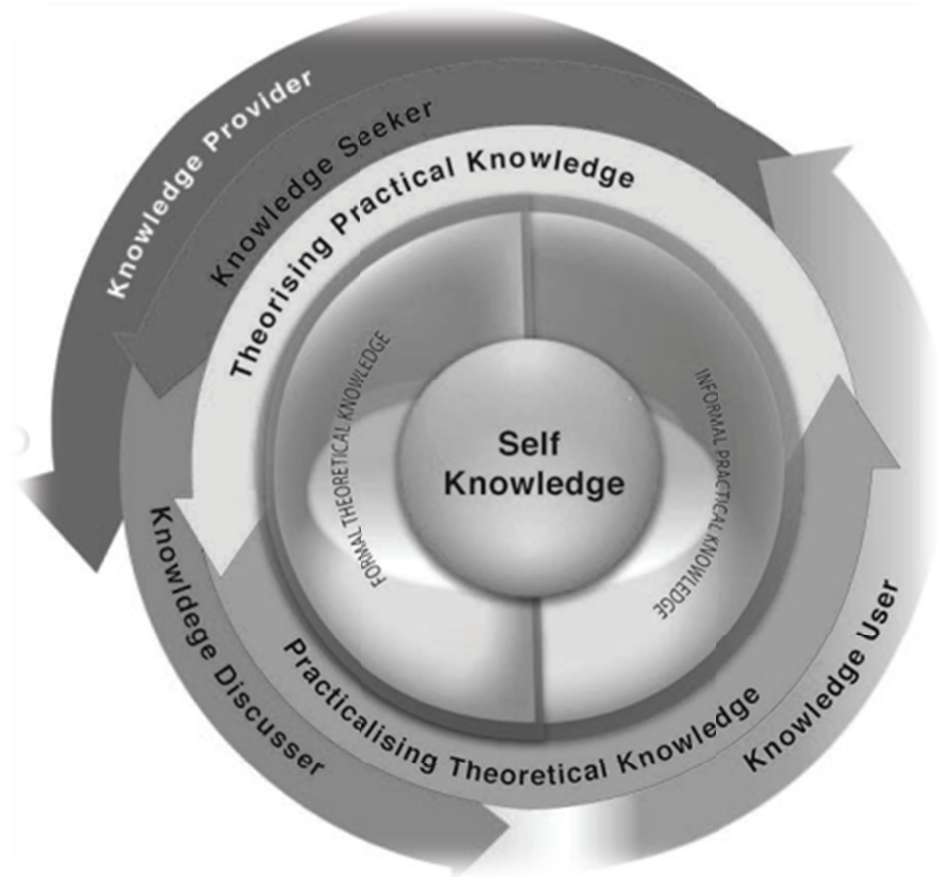 Knowledge Provider
Knowledge Seeker
Theorising Practical Knowledge
FORMAL THEORETICAL KNOWLEDGE
Self
Knowledge
INFORMAL PRACTICAL KNOWLEDGE
Knowldege Discusser
Practicalising Theoretical Knowledge
Knowledge User